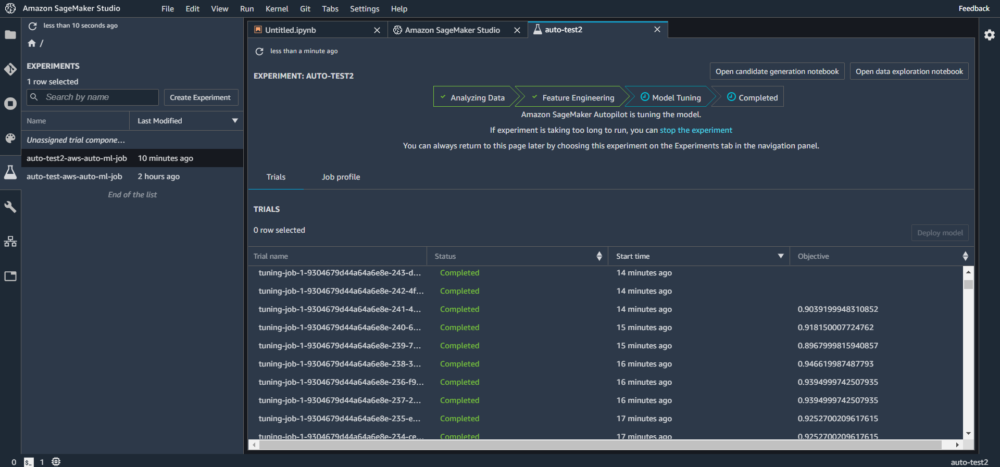 Amazon SageMaker Studio File Edit View Run Kernel Git Tabs Settings Help Feedback
less than 10 seconds ago
/
EXPERIMENTS
1 row selected
Search by name Create Experiment
Name Last Modified
Unassigned trial compone...
auto-test2-aws-auto-ml-job 10 minutes ago
auto-test-aws-auto-ml-job 2 hours ago
End of the list
Untitled.ipynb Amazon SageMaker Studio auto-test2
less than a minute ago
Open candidate generation notebook Open data exploration notebook
EXPERIMENT: AUTO-TEST2
Analyzing Data Feature Engineering Model Tuning Completed
Amazon SageMaker Autopilot is tuning the model.
If experiment is taking too long to run, you can stop the experiment
You can always return to this page later by choosing this experiment on the Experiments tab in the navigation panel.
Trials Job profile
TRIALS
0 row selected
Deploy model
Trial name Status Start time Objective
tuning-job-1-9304679d44a64a6e8e-243-d... Completed 14 minutes ago
tuning-job-1-9304679d44a64a6e8e-242-4f... Completed 14 minutes ago
tuning-job-1-9304679d44a64a6e8e-241-4... Completed 14 minutes ago 0.9039199948310852
tuning-job-1-9304679d44a64a6e8e-240-6... Completed 15 minutes ago 0.918150007724762
tuning-job-1-9304679d44a64a6e8e-239-7... Completed 15 minutes ago 0.8967999815940857
tuning-job-1-9304679d44a64a6e8e-238-3... Completed 16 minutes ago 0.946619987487793
tuning-job-1-9304679d44a64a6e8e-236-f9... Completed 16 minutes ago 0.9394999742507935
tuning-job-1-9304679d44a64a6e8e-237-2... Completed 16 minutes ago 0.9394999742507935
tuning-job-1-9304679d44a64a6e8e-235-e... Completed 17 minutes ago 0.9252700209617615
tuning-job-1-9304679d44a64a6e8e-234-ce... Completed 17 minutes ago 0.9252700209617615
0 $_ 1 auto-test2